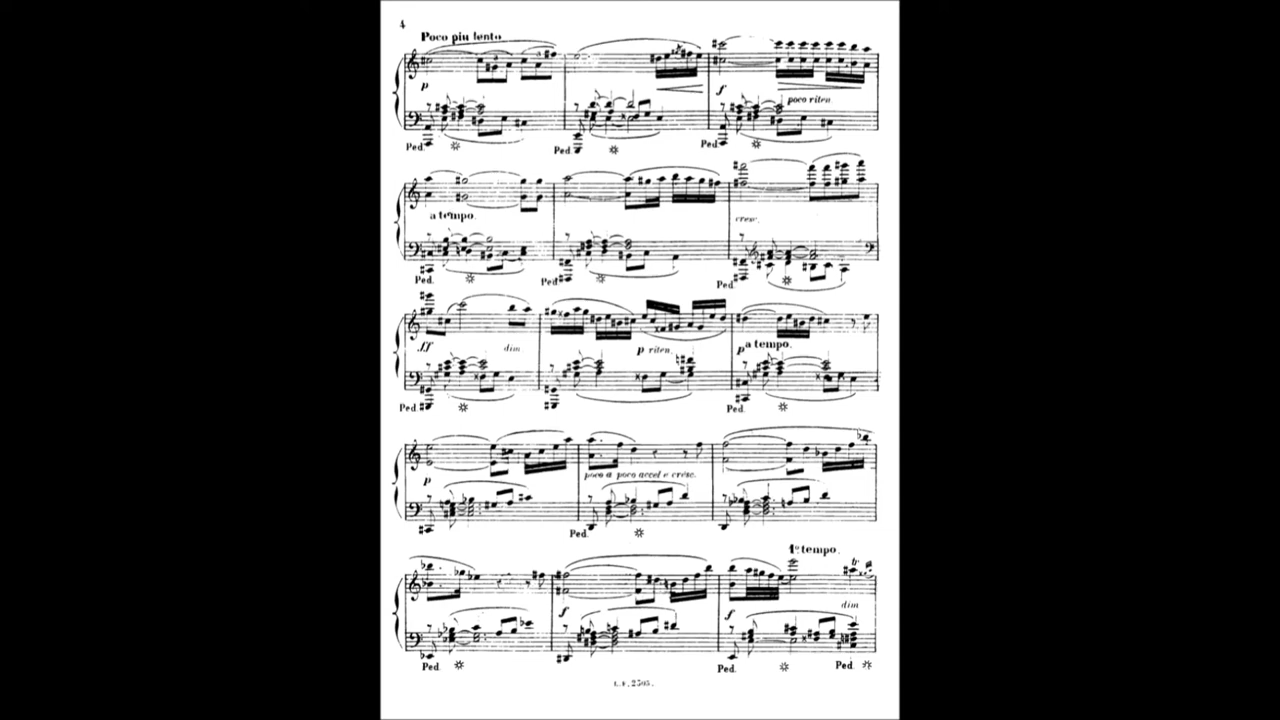 4
Poco più lento.
p
f
poco riten.
Ped. Ped. Ped.
a tempo.
cresc.
Ped. Ped. Ped.
ff dim p riten. p a tempo.
Ped. Ped.
p
poco a poco accel e cresc.
Ped.
1º tempo.
f f dim
Ped. Ped. Ped.